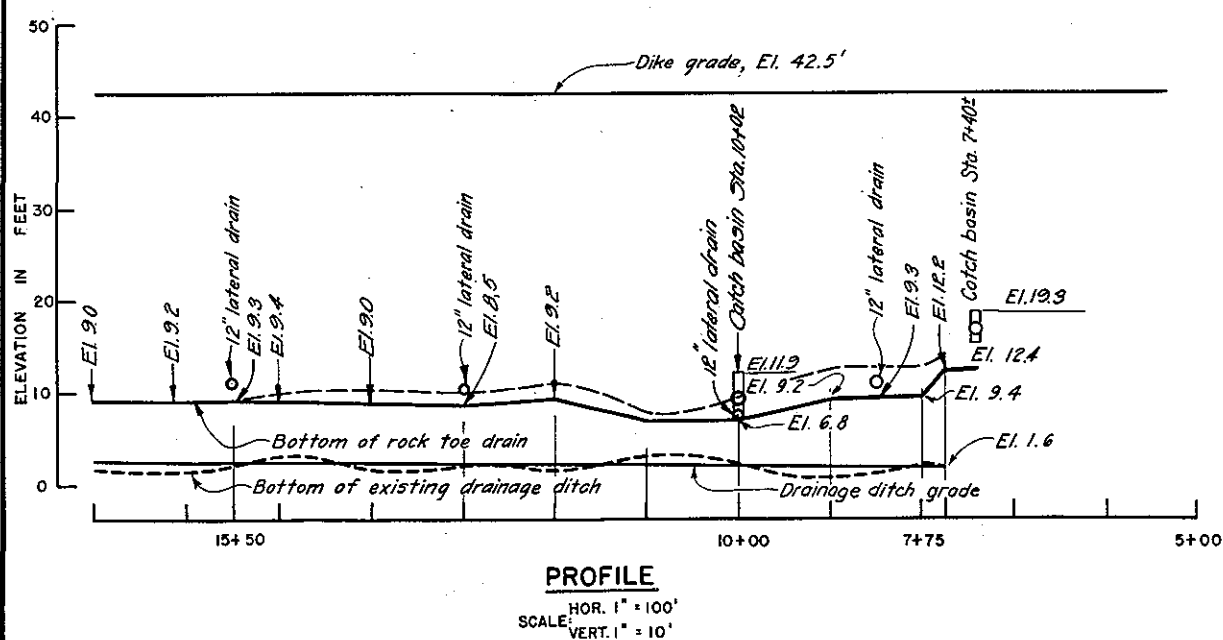 50
Dike grade, El. 42.5'
40
ELEVATION IN FEET
30
20
10
0
El. 9.0
El. 9.2
12" lateral drain
El. 9.3
El. 9.4
El. 9.0
12" lateral drain
El. 8.5
El. 9.2
12" lateral drain
Catch basin Sta. 10+02
El. 11.9
El. 9.2
El. 6.8
12" lateral drain
El. 9.3
El. 12.2
Catch basin Sta. 7+40±
El. 19.3
El. 12.4
El. 9.4
El. 1.6
Bottom of rock toe drain
Bottom of existing drainage ditch
Drainage ditch grade
15+50
10+00
7+75
5+00
PROFILE
SCALE: HOR. 1" = 100'
VERT. 1" = 10'